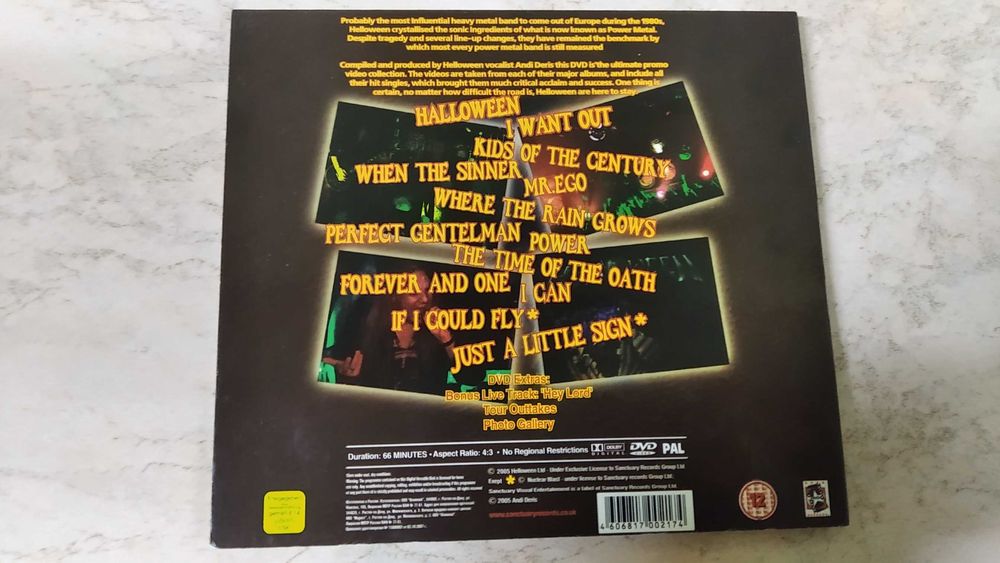 Probably the most influential heavy metal band to come out of Europe during the 1980s,
Helloween crystallised the sonic ingredients of what is now known as Power Metal.
Despite tragedy and several line-up changes, they have remained the benchmark by
which most every power metal band is still measured
Compiled and produced by Helloween vocalist Andi Deris this DVD is the ultimate promo
video collection. The videos are taken from each of their major albums, and include all
their hit singles, which brought them much critical acclaim and success. One thing is
certain, no matter how difficult the road is, Helloween are here to stay
HALLOWEEN
I WANT OUT
KIDS OF THE CENTURY
WHEN THE SINNER
MR.EGO
WHERE THE RAIN GROWS
PERFECT GENTELMAN POWER
THE TIME OF THE OATH
FOREVER AND ONE I CAN
IF I COULD FLY*
JUST A LITTLE SIGN*
DVD Extras:
Bonus Live Track: 'Hey Lord'
Tour Outtakes
Photo Gallery
Duration: 66 MINUTES • Aspect Ratio: 4:3 • No Regional Restrictions DOLBY DIGITAL DVD VIDEO PAL
© 2005 Helloween Ltd - Under Exclusive License to Sanctuary Records Group Ltd
Exept * © Nuclear Blast - under license to Sanctuary records Group Ltd
Sanctuary Visual Entertainment is a label of Sanctuary Records Group Ltd.
© 2005 Andi Deris
www.sanctuaryrecords.co.uk
4 606817 002174
12